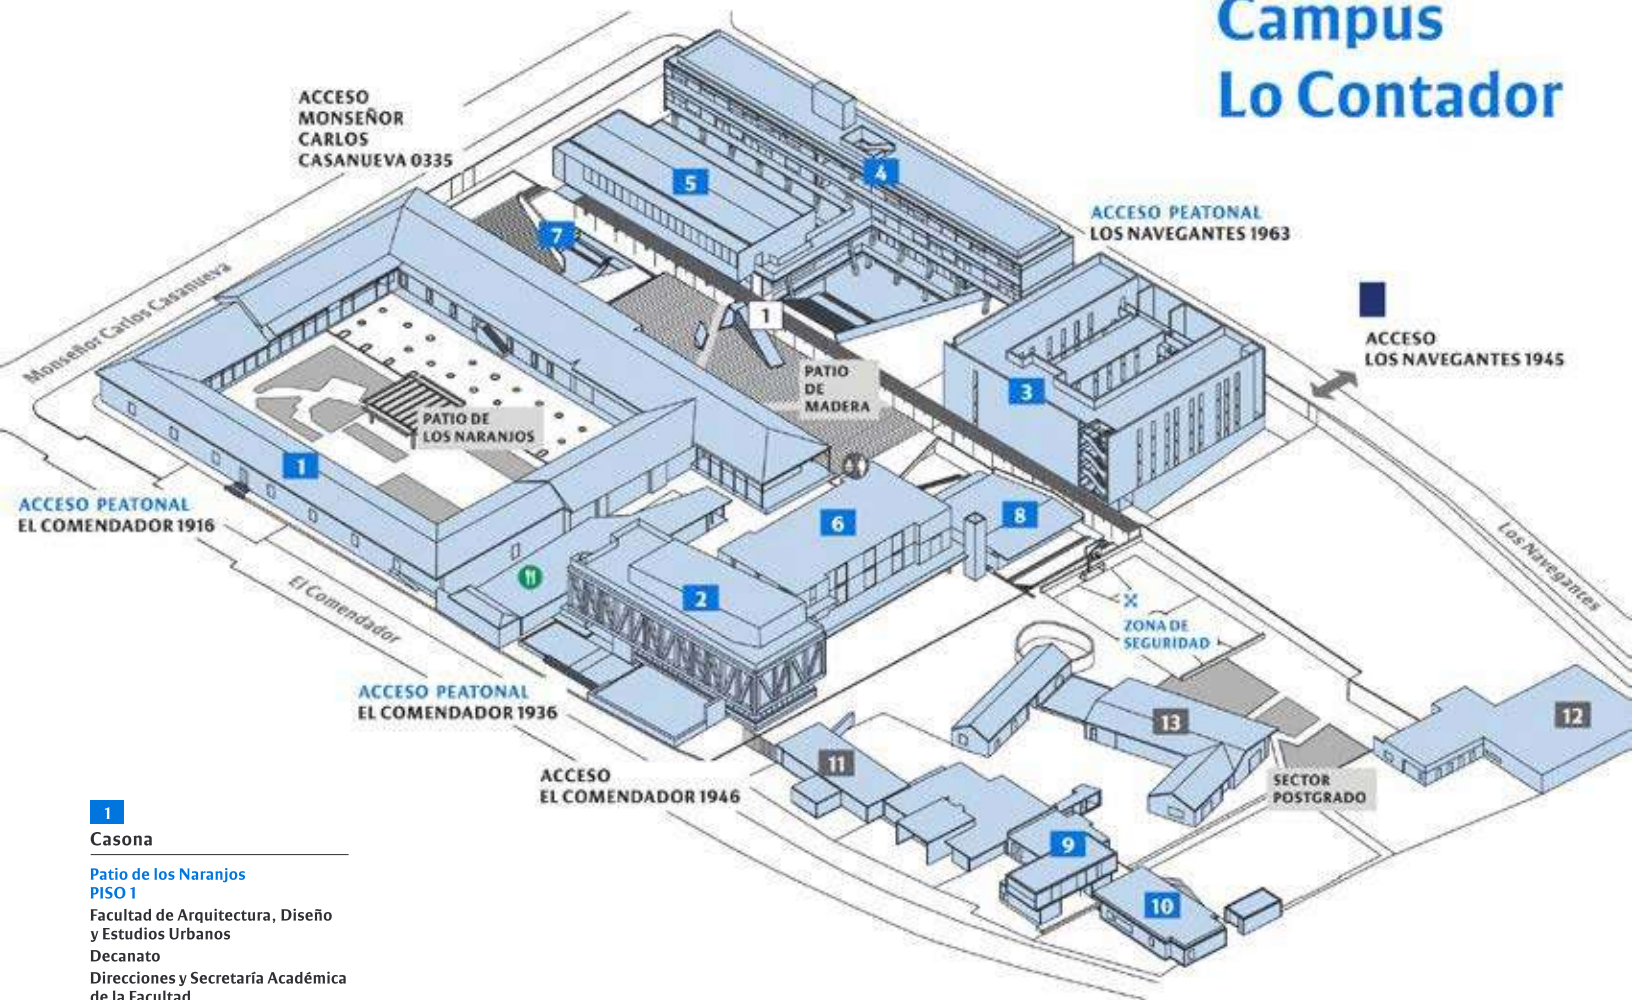 Campus
Lo Contador
ACCESO
MONSEÑOR
CARLOS
CASANUEVA 0335
4
5
ACCESO PEATONAL
LOS NAVEGANTES 1963
7
Monseñor Carlos Casanueva
1
ACCESO
LOS NAVEGANTES 1945
PATIO
DE
MADERA
3
PATIO DE
LOS NARANJOS
1
ACCESO PEATONAL
EL COMENDADOR 1916
6
8
Los Navegantes
El Comendador
2
ZONA DE
SEGURIDAD
ACCESO PEATONAL
EL COMENDADOR 1936
13
12
11
ACCESO
EL COMENDADOR 1946
SECTOR
POSTGRADO
9
10
1
Casona
Patio de los Naranjos
PISO 1
Facultad de Arquitectura, Diseño
y Estudios Urbanos
Decanato
Direcciones y Secretaría Académica
de la Facultad